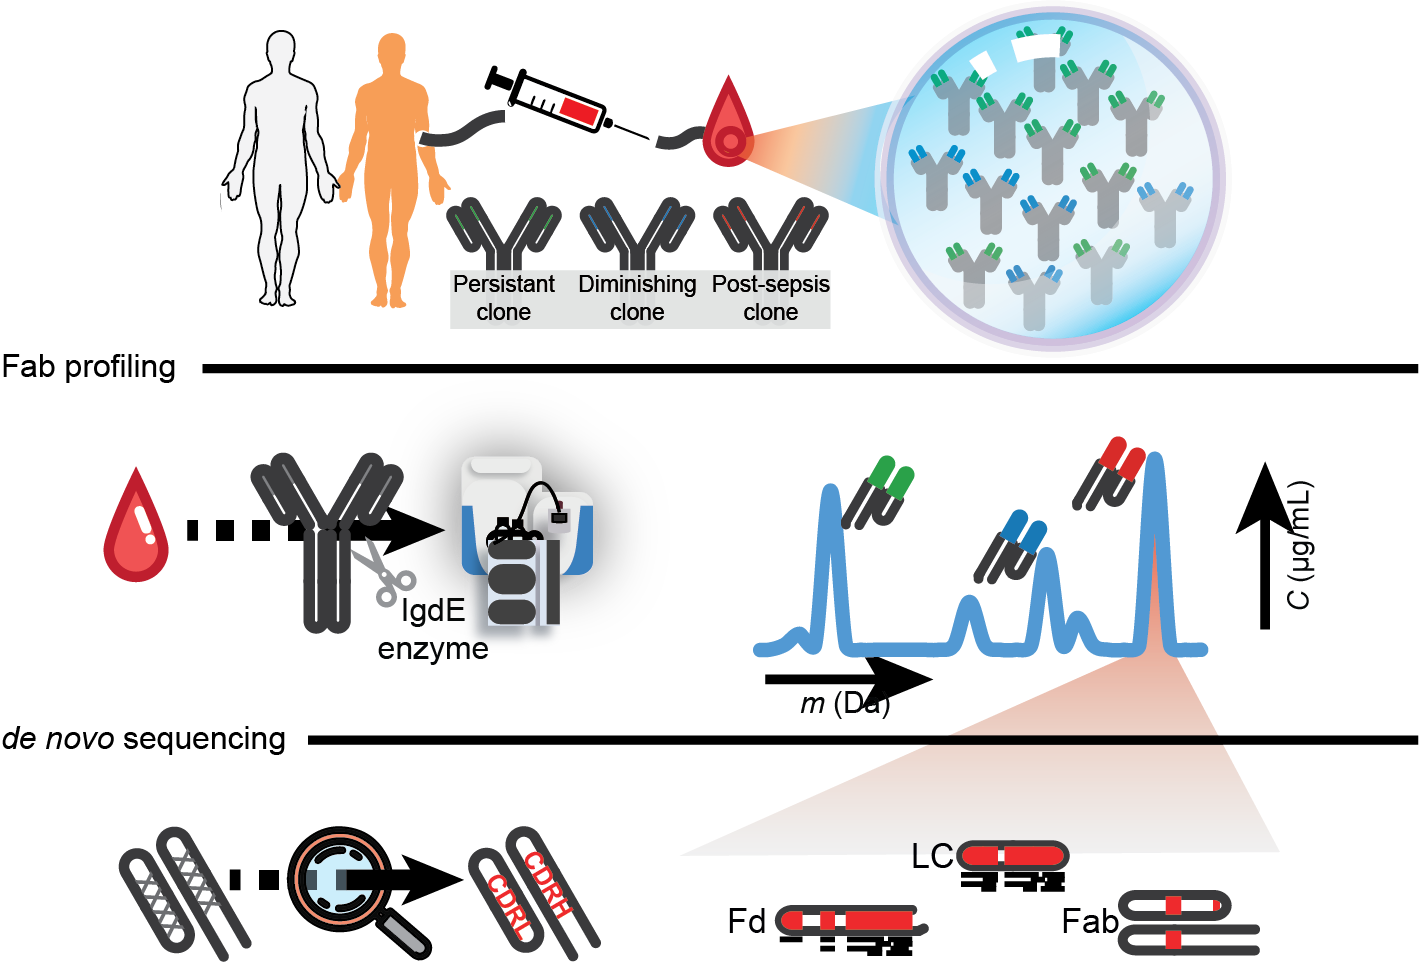 Persistant
clone
Diminishing
clone
Post-sepsis
clone
Fab profiling
IgdE
enzyme
C (µg/mL)
m (Da)
de novo sequencing
CDRL
CDRH
LC
Fd
Fab